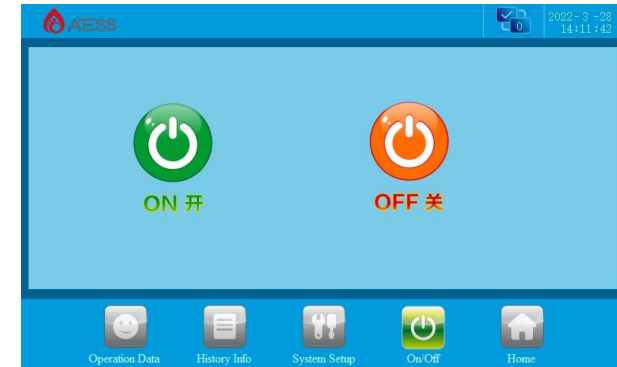 ATESS
0
2022-3-28
14:11:42
ON 开
OFF 关
Operation Data
History Info
System Setup
On/Off
Home